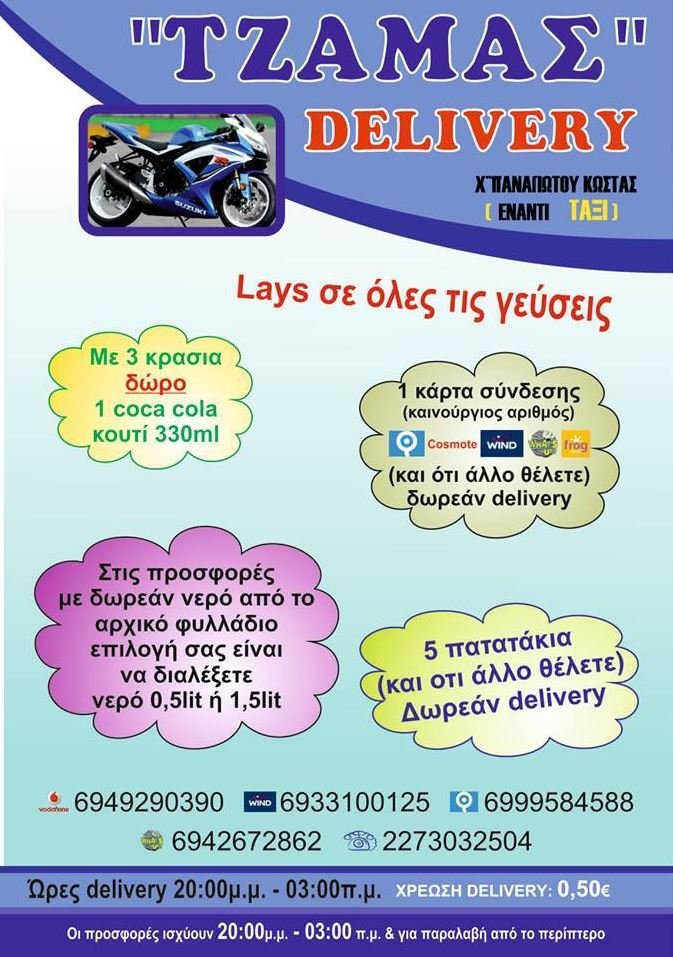 "ΤΖΑΜΑΣ"
DELIVERY
Χ"ΠΑΝΑΓΙΩΤΟΥ ΚΩΣΤΑΣ
( ΕΝΑΝΤΙ ΤΑΞΙ )
SUZUKI
Lays σε όλες τις γεύσεις
Με 3 κρασια
δώρο
1 coca cola
κουτί 330ml
1 κάρτα σύνδεσης
(καινούργιος αριθμός)
Cosmote WIND WHAT'S UP frog
(και ότι άλλο θέλετε)
δωρεάν delivery
Στις προσφορές
με δωρεάν νερό από το
αρχικό φυλλάδιο
επιλογή σας είναι
να διαλέξετε
νερό 0,5lit ή 1,5lit
5 πατατάκια
(και οτι άλλο θέλετε)
Δωρεάν delivery
vodafone 6949290390 WIND 6933100125 6999584588
WHAT'S UP 6942672862 2273032504
Ώρες delivery 20:00μ.μ. - 03:00π.μ. ΧΡΕΩΣΗ DELIVERY: 0,50€
Οι προσφορές ισχύουν 20:00μ.μ. - 03:00 π.μ. & για παραλαβή από το περίπτερο